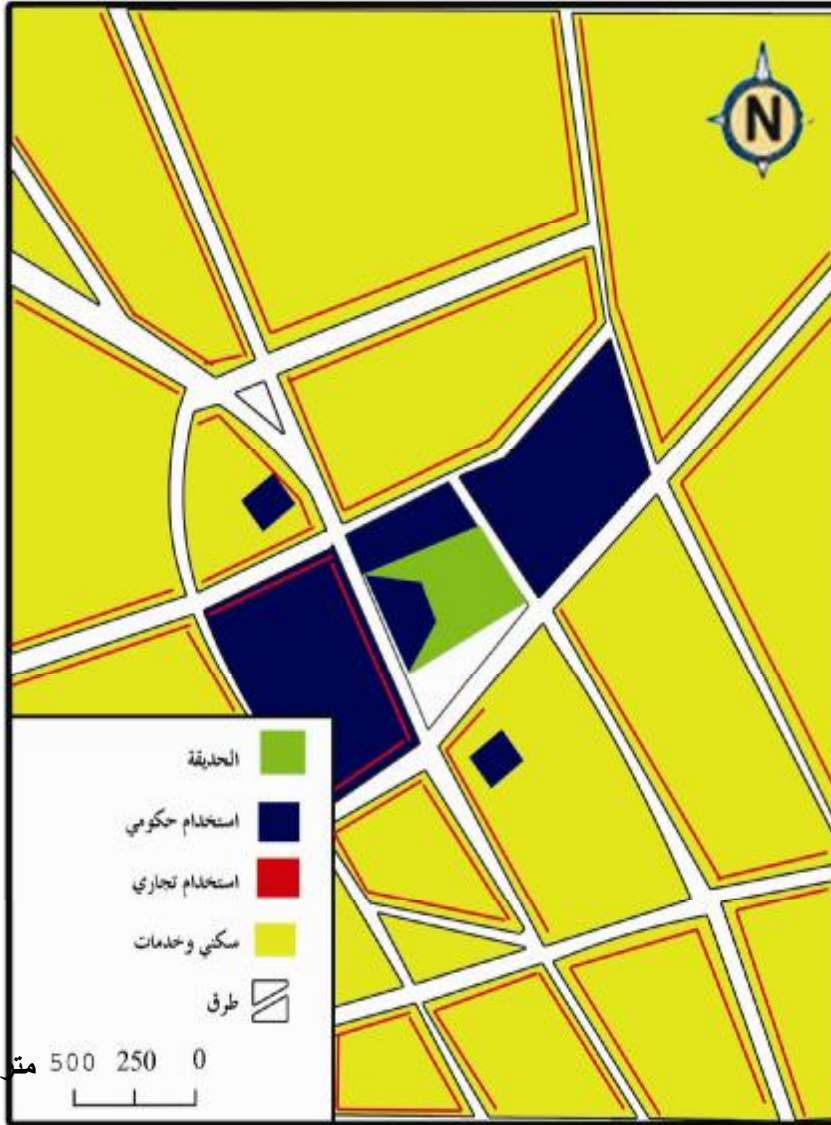 N
الحديقة
استخدام حكومي
استخدام تجاري
سكني وخدمات
طرق
0 250 500 متر